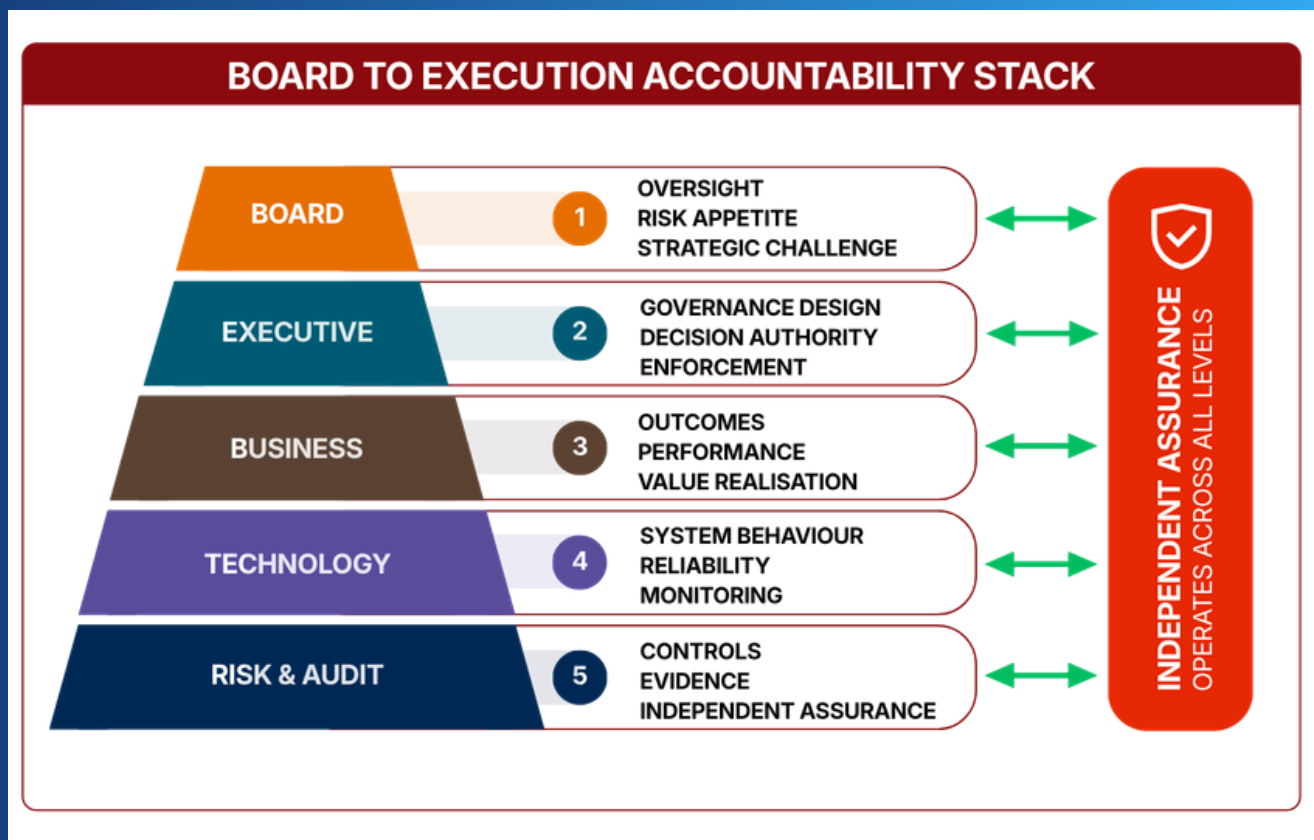 BOARD TO EXECUTION ACCOUNTABILITY STACK
BOARD
1
OVERSIGHT
RISK APPETITE
STRATEGIC CHALLENGE
EXECUTIVE
2
GOVERNANCE DESIGN
DECISION AUTHORITY
ENFORCEMENT
BUSINESS
3
OUTCOMES
PERFORMANCE
VALUE REALISATION
TECHNOLOGY
4
SYSTEM BEHAVIOUR
RELIABILITY
MONITORING
RISK & AUDIT
5
CONTROLS
EVIDENCE
INDEPENDENT ASSURANCE
INDEPENDENT ASSURANCE
OPERATES ACROSS ALL LEVELS